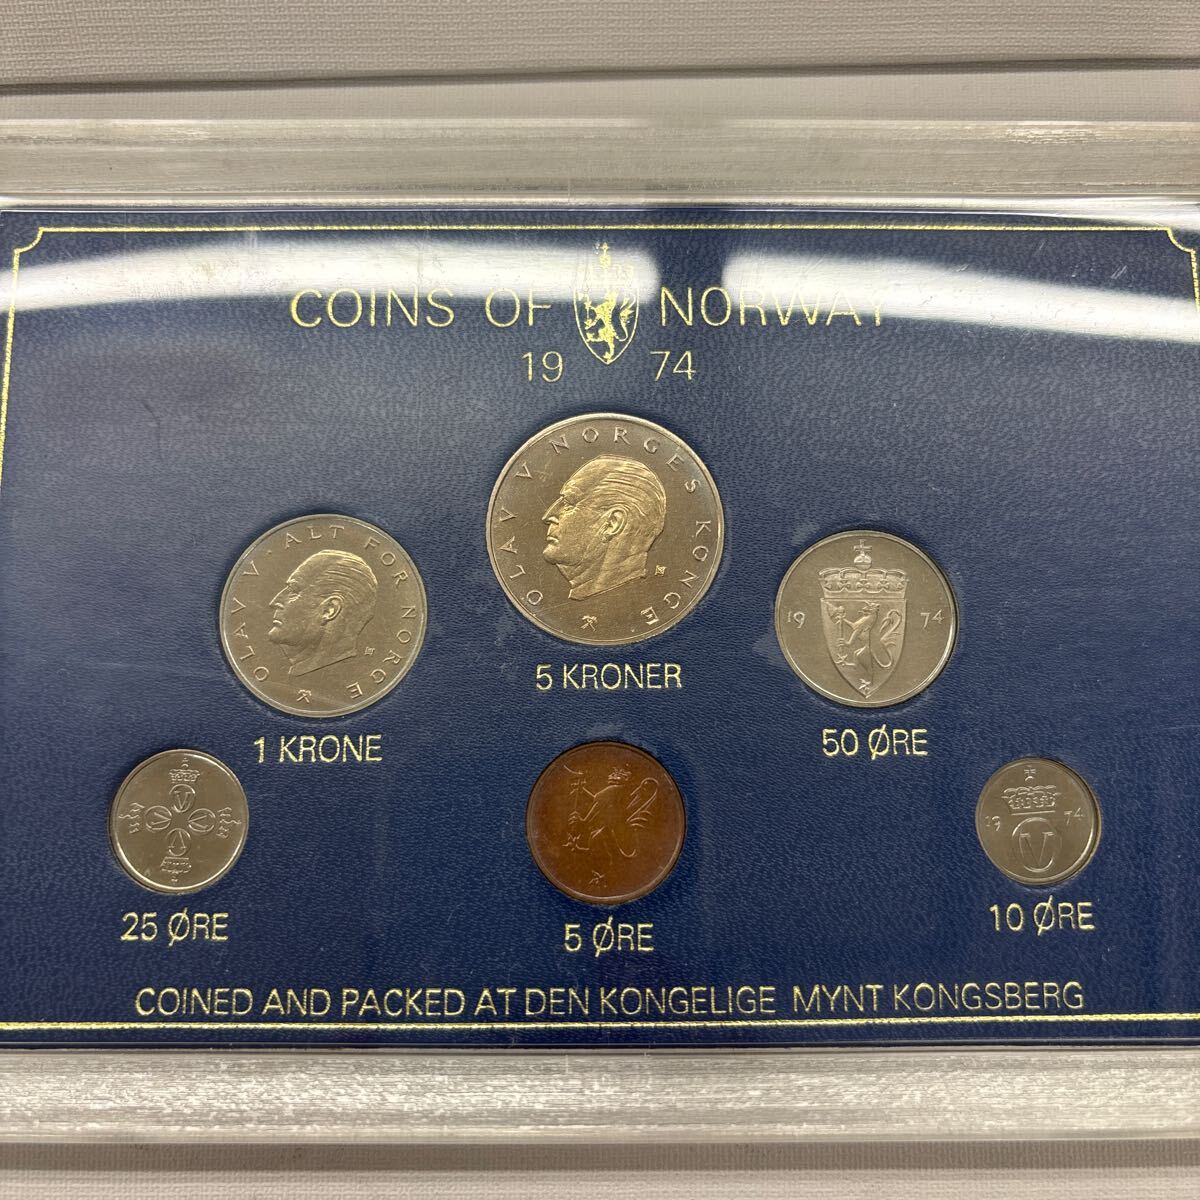 COINS OF NORWAY
19 74
OLAV V NORGES KONGE
5 KRONER
OLAV V · ALT FOR NORGE
1 KRONE
19 74
50 ØRE
25 ØRE
5 ØRE
19 74
V
10 ØRE
COINED AND PACKED AT DEN KONGELIGE MYNT KONGSBERG